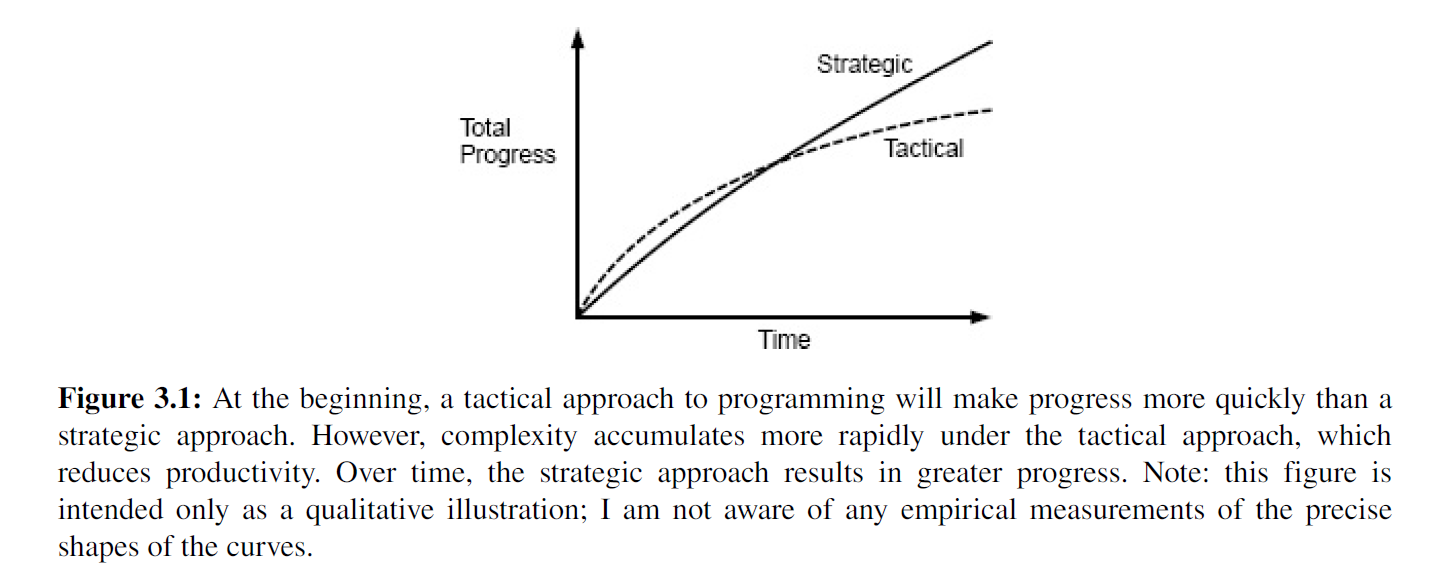 Strategic
Total
Progress
Tactical
Time
Figure 3.1: At the beginning, a tactical approach to programming will make progress more quickly than a
strategic approach. However, complexity accumulates more rapidly under the tactical approach, which
reduces productivity. Over time, the strategic approach results in greater progress. Note: this figure is
intended only as a qualitative illustration; I am not aware of any empirical measurements of the precise
shapes of the curves.